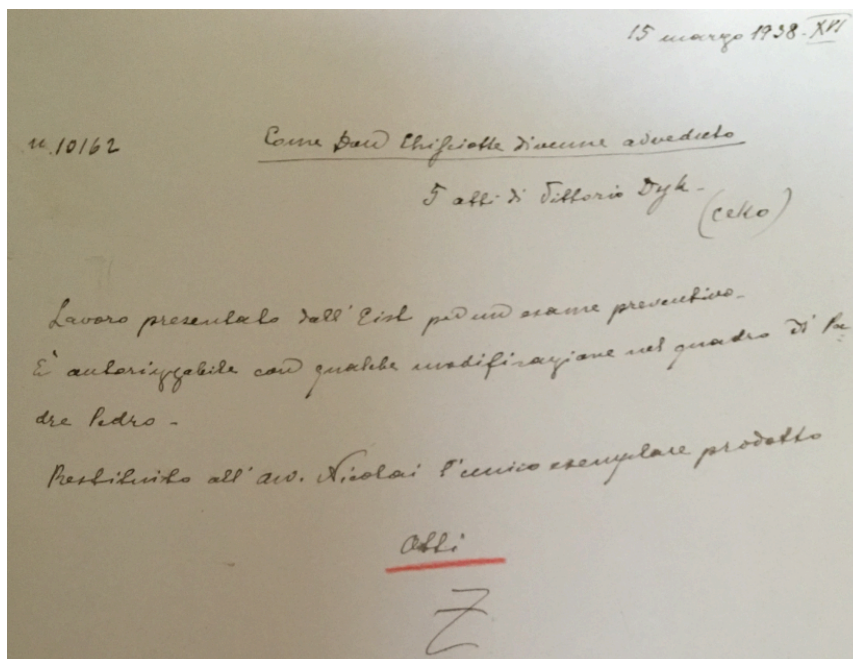 15 marzo 1938-XVI
n. 10162
Come Don Chisciotte divenne avveduto
5 atti di Vittorio Dyk -
(ceko)
Lavoro presentato dall'Eist per un esame preventivo -
È autorizzabile con qualche modificazione nel quadro di Pa=
dre Pedro -
Restituito all'avv. Nicolai l'unico esemplare prodotto
Atti
Z